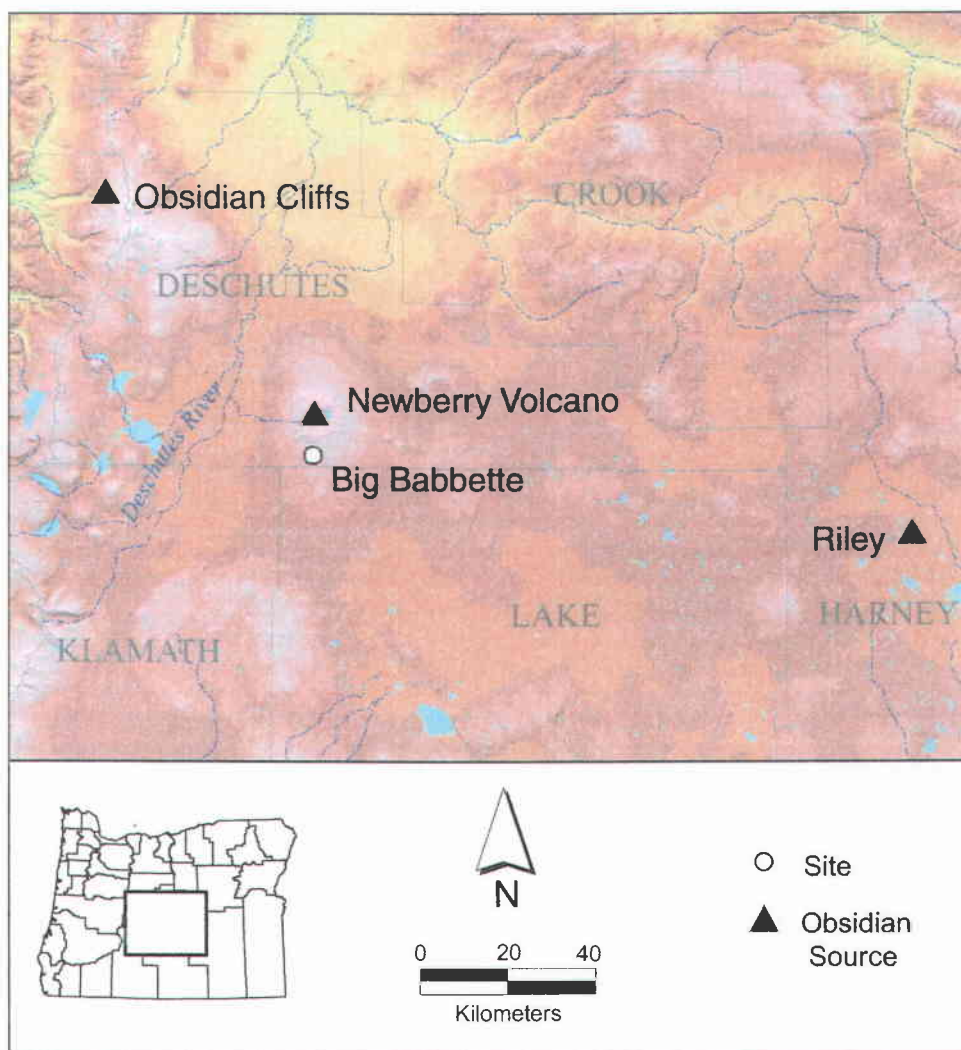 Obsidian Cliffs
CROOK
DESCHUTES
Newberry Volcano
Deschutes River
Big Babbette
Riley
LAKE
HARNEY
KLAMATH
N
Site
Obsidian
Source
0 20 40
Kilometers